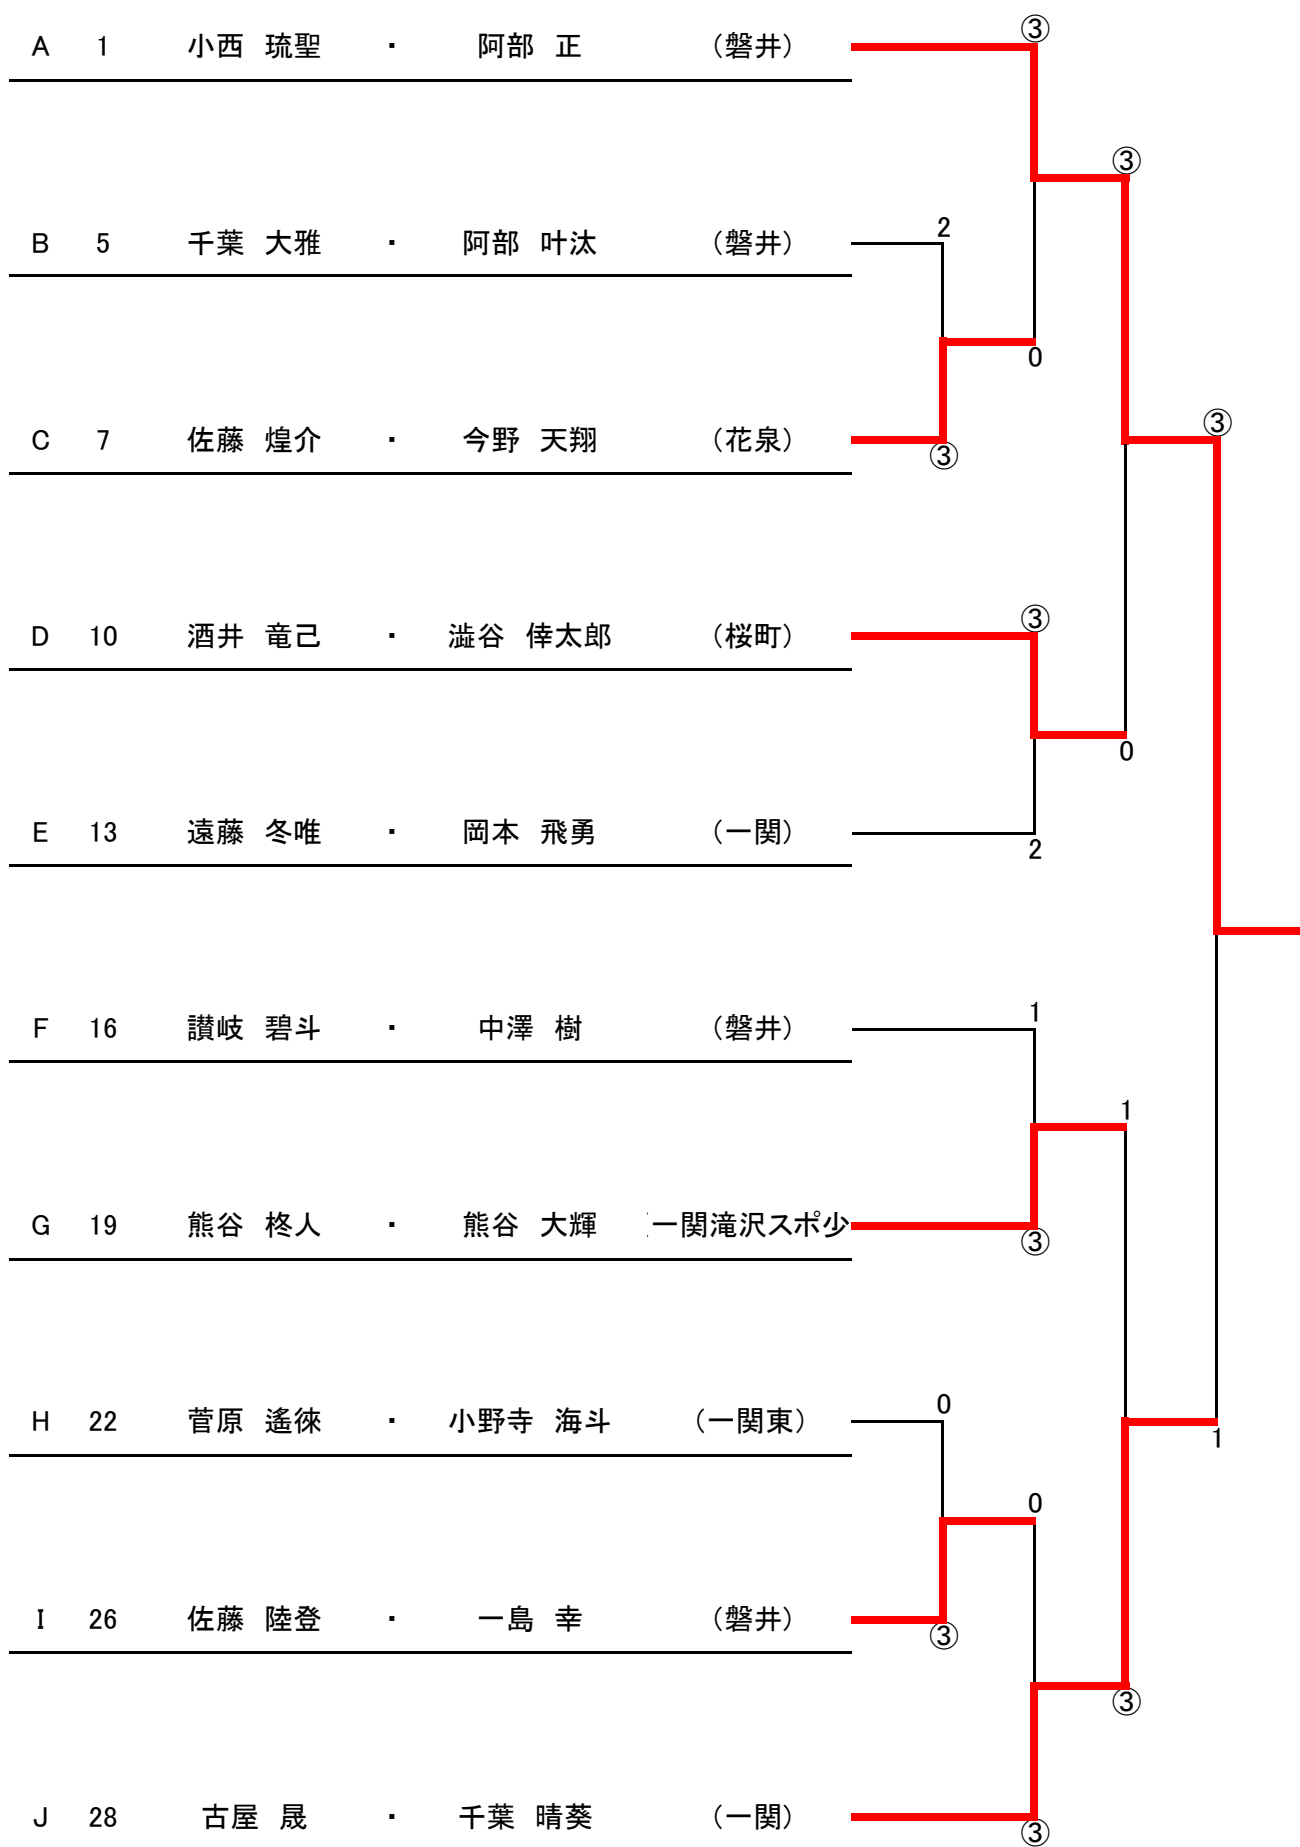 ③
A 1 小西 琉聖 ・ 阿部 正 (磐井)
③
2
B 5 千葉 大雅 ・ 阿部 叶汰 (磐井)
0
③
C 7 佐藤 煌介 ・ 今野 天翔 (花泉)
③
③
D 10 酒井 竜己 ・ 澁谷 倖太郎 (桜町)
0
E 13 遠藤 冬唯 ・ 岡本 飛勇 (一関)
2
1
F 16 讃岐 碧斗 ・ 中澤 樹 (磐井)
1
G 19 熊谷 柊人 ・ 熊谷 大輝 一関滝沢スポ少
③
0
H 22 菅原 遙徠 ・ 小野寺 海斗 (一関東)
1
0
I 26 佐藤 陸登 ・ 一島 幸 (磐井)
③
③
J 28 古屋 晟 ・ 千葉 晴葵 (一関)
③